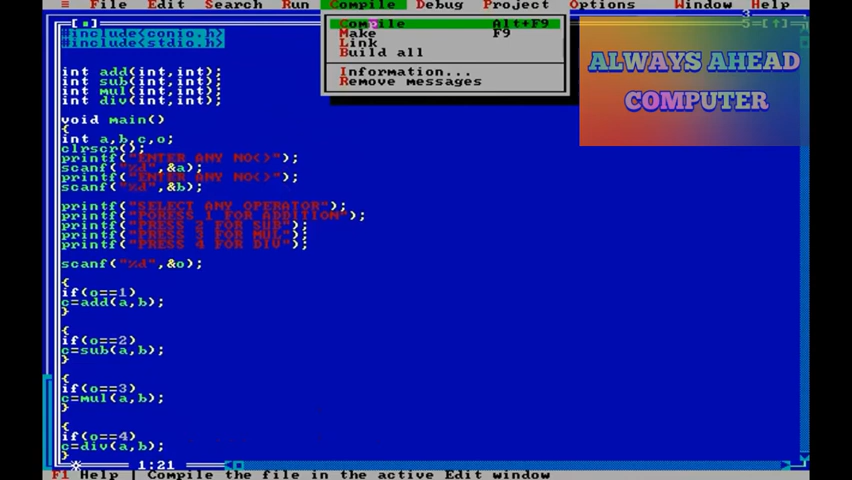 ≡ File Edit Search Run Compile Debug Project Options Window Help
Compile Alt+F9
Make F9
Link
Build all
Information...
Remove messages
ALWAYS AHEAD
COMPUTER
#include<conio.h>
#include<stdio.h>
int add(int,int);
int sub(int,int);
int mul(int,int);
int div(int,int);
void main()
{
int a,b,c,o;
clrscr();
printf("ENTER ANY NO<>");
scanf("%d",&a);
printf("ENTER ANY NO<>");
scanf("%d",&b);
printf("SELECT ANY OPERATOR");
printf("PORESS 1 FOR ADDITION");
printf("PRESS 2 FOR SUB");
printf("PRESS 3 FOR MUL");
printf("PRESS 4 FOR DIV");
scanf("%d",&o);
{
if(o==1)
c=add(a,b);
}
{
if(o==2)
c=sub(a,b);
}
{
if(o==3)
c=mul(a,b);
}
{
if(o==4)
c=div(a,b);
}
1:21
F1 Help Compile the file in the active Edit window